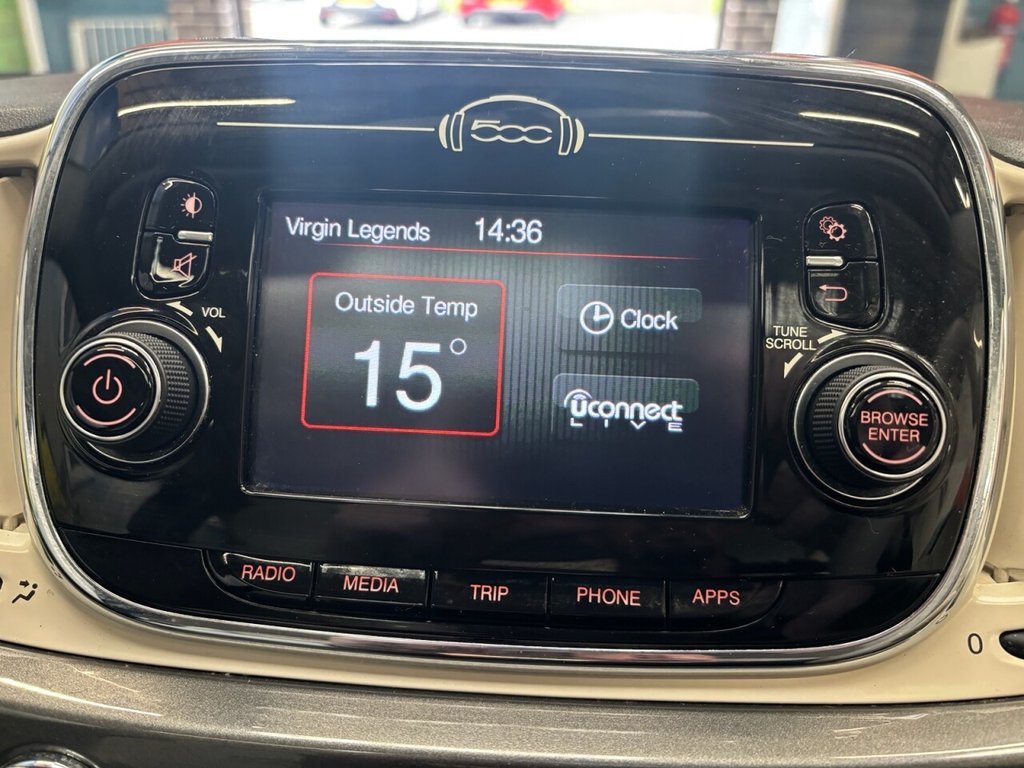 500
Virgin Legends 14:36
Outside Temp
15°
Clock
uconnect
LIVE
VOL
TUNE
SCROLL
BROWSE
ENTER
RADIO
MEDIA
TRIP
PHONE
APPS
0